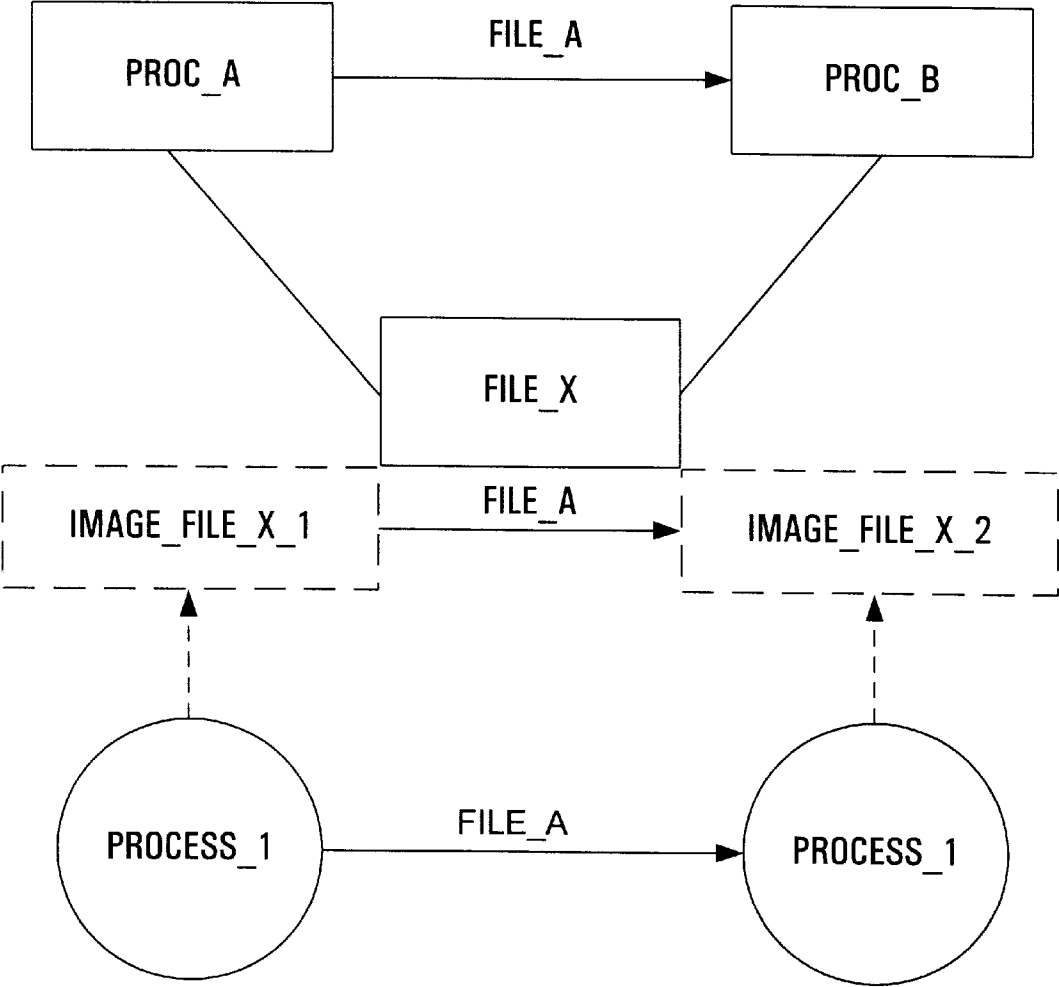 FILE_A
PROC_A
PROC_B
FILE_X
FILE_A
IMAGE_FILE_X_1
IMAGE_FILE_X_2
FILE_A
PROCESS_1
PROCESS_1